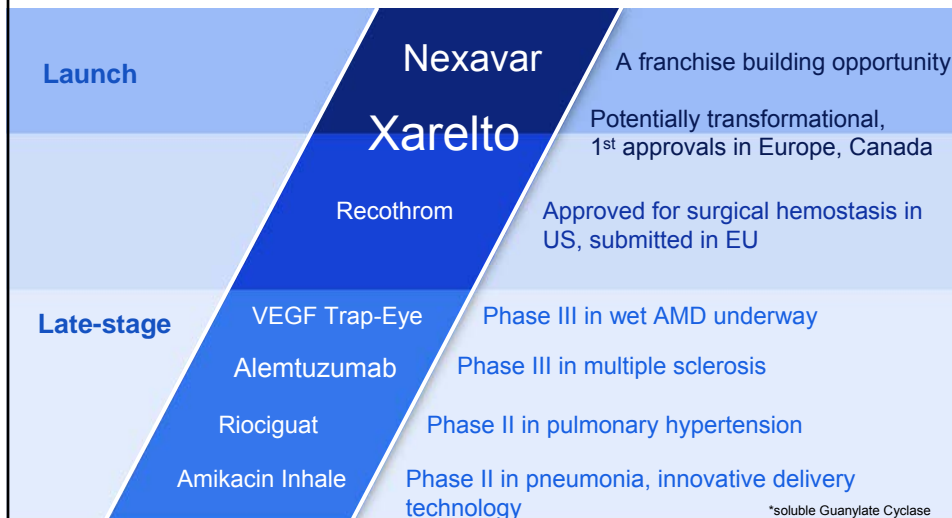 Launch
Nexavar
A franchise building opportunity
Xarelto
Potentially transformational,
1st approvals in Europe, Canada
Recothrom
Approved for surgical hemostasis in
US, submitted in EU
Late-stage
VEGF Trap-Eye
Phase III in wet AMD underway
Alemtuzumab
Phase III in multiple sclerosis
Riociguat
Phase II in pulmonary hypertension
Amikacin Inhale
Phase II in pneumonia, innovative delivery
technology
*soluble Guanylate Cyclase